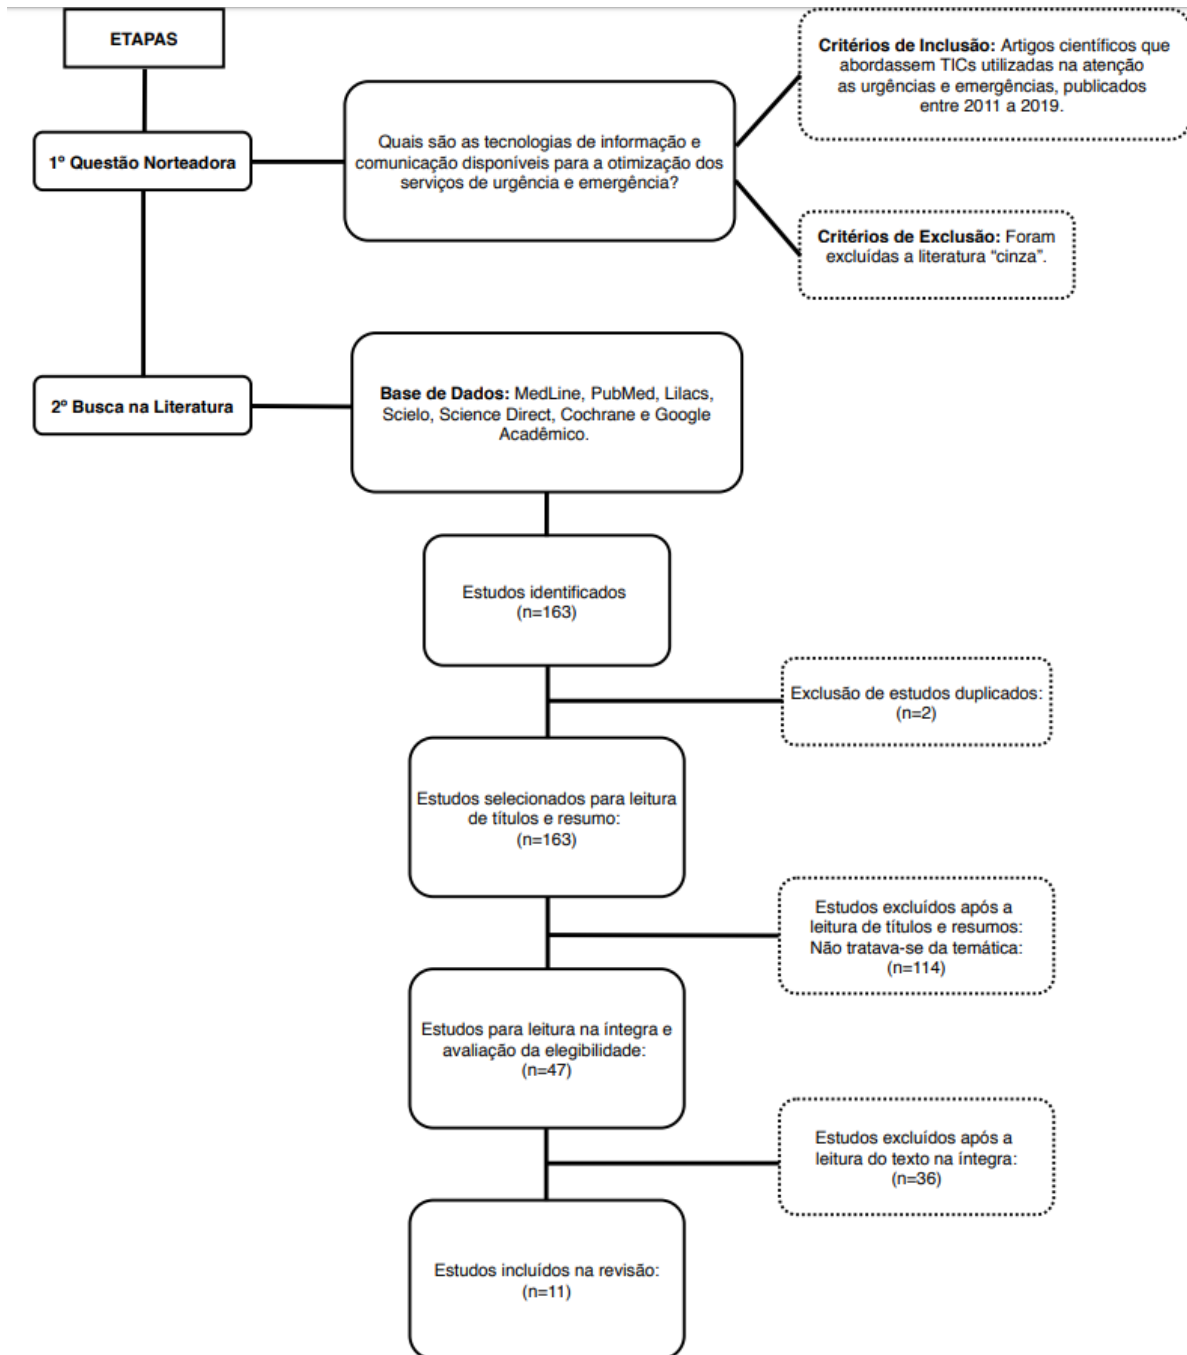 ETAPAS
1º Questão Norteadora
Quais são as tecnologias de informação e
comunicação disponíveis para a otimização dos
serviços de urgência e emergência?
Critérios de Inclusão: Artigos científicos que
abordassem TICs utilizadas na atenção
as urgências e emergências, publicados
entre 2011 a 2019.
Critérios de Exclusão: Foram
excluídas a literatura “cinza”.
2º Busca na Literatura
Base de Dados: MedLine, PubMed, Lilacs,
Scielo, Science Direct, Cochrane e Google
Acadêmico.
Estudos identificados
(n=163)
Exclusão de estudos duplicados:
(n=2)
Estudos selecionados para leitura
de títulos e resumo:
(n=163)
Estudos excluídos após a
leitura de títulos e resumos:
Não tratava-se da temática:
(n=114)
Estudos para leitura na íntegra e
avaliação da elegibilidade:
(n=47)
Estudos excluídos após a
leitura do texto na íntegra:
(n=36)
Estudos incluídos na revisão:
(n=11)